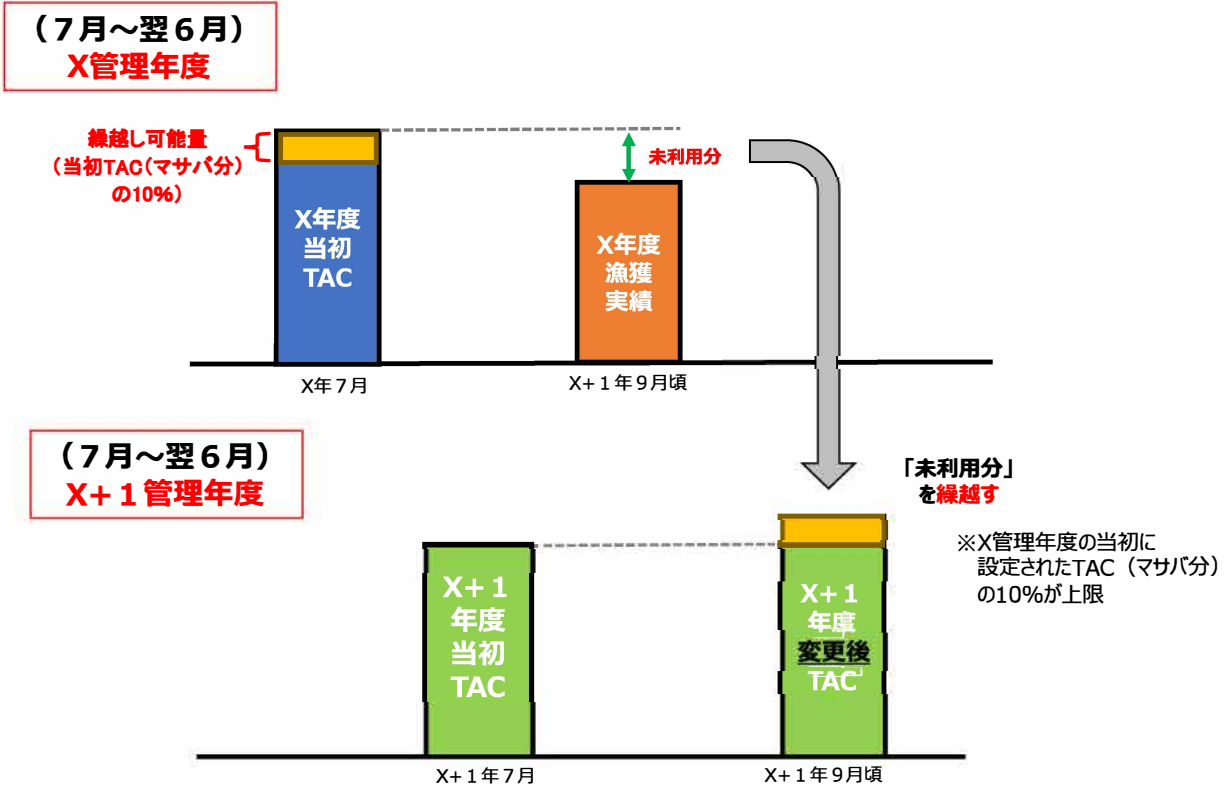 （７月～翌６月）
X管理年度
繰越し可能量
（当初TAC（マサバ分）
の10%）
X年度
当初
TAC
未利用分
X年度
漁獲
実績
X年７月
X+１年９月頃
（７月～翌６月）
X+１管理年度
「未利用分」
を繰越す
※X管理年度の当初に
設定されたTAC（マサバ分）
の10%が上限
X+１
年度
当初
TAC
X+１
年度
変更後
TAC
X+１年７月
X+１年９月頃